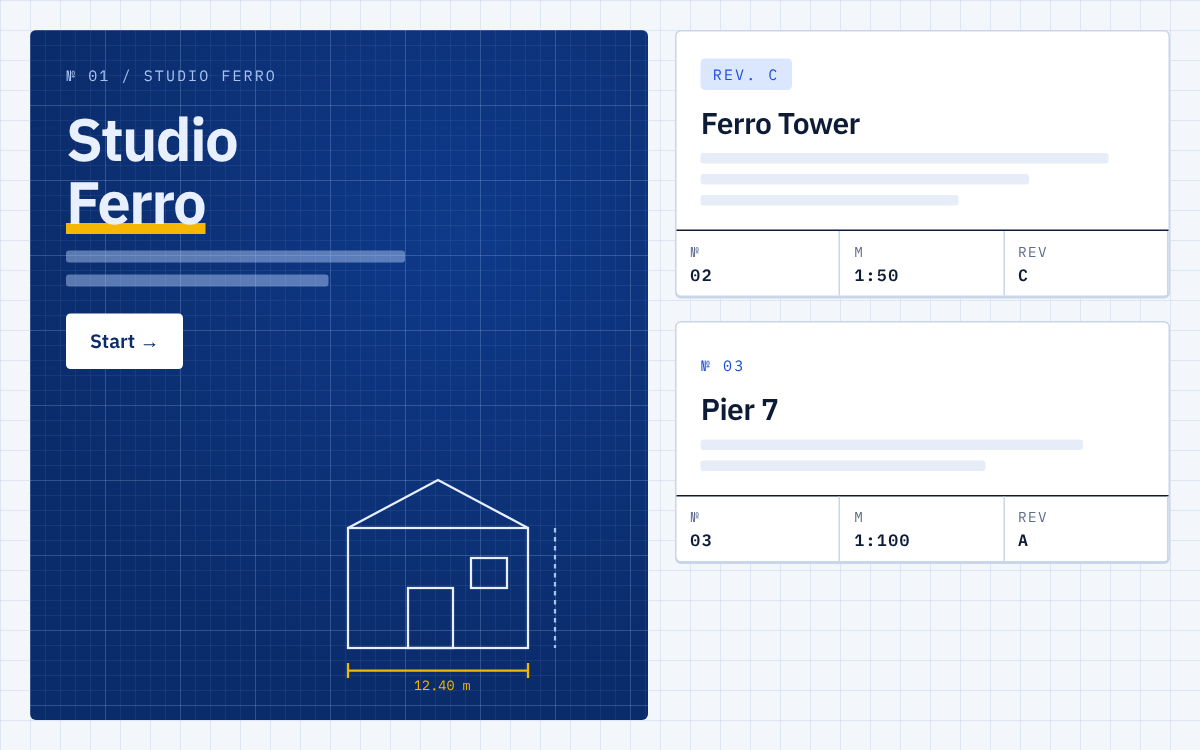 № 01 / STUDIO FERRO
Studio
Ferro
Start →
12.40 m
REV. C
Ferro Tower
№ M REV
02 1:50 C
№ 03
Pier 7
№ M REV
03 1:100 A